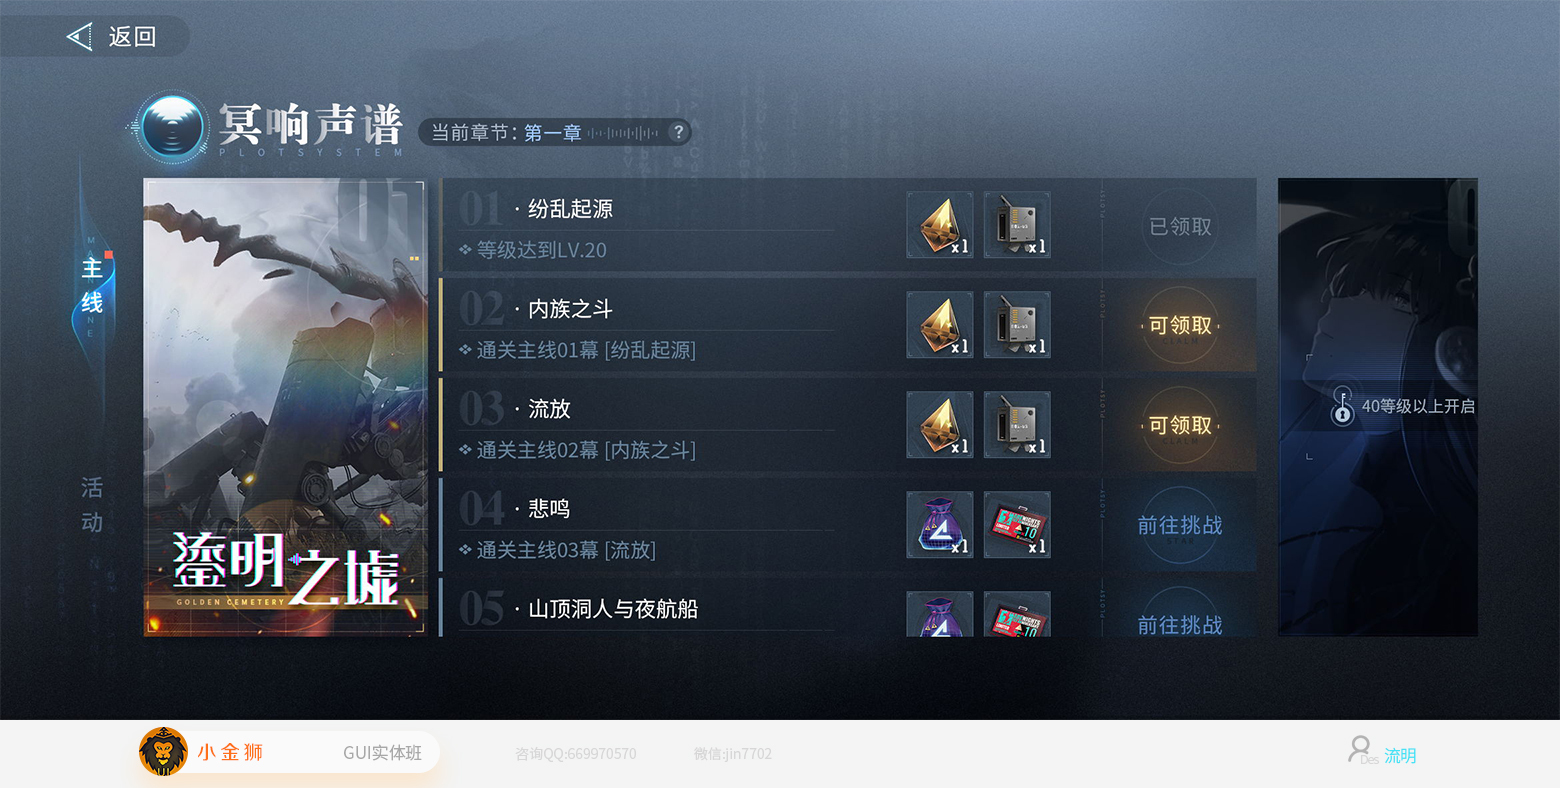 返回
冥响声谱
PLOTSYSTEM
当前章节：第一章
?
主线
活动
01
鎏明之墟
GOLDEN CEMETERY
01 · 纷乱起源
等级达到LV.20
x1
x1
已领取
02 · 内族之斗
通关主线01幕 [纷乱起源]
x1
x1
可领取
03 · 流放
通关主线02幕 [内族之斗]
x1
x1
可领取
04 · 悲鸣
通关主线03幕 [流放]
x1
x1
前往挑战
05 · 山顶洞人与夜航船
前往挑战
40等级以上开启
小金狮
GUI实体班
咨询QQ:669970570
微信:jin7702
Des 流明